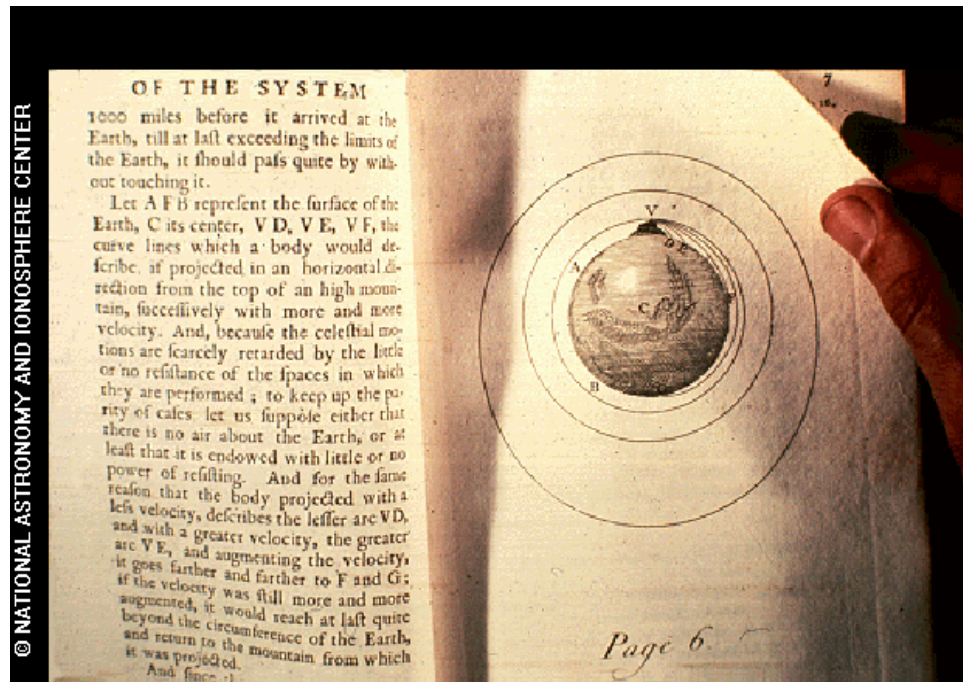 © NATIONAL ASTRONOMY AND IONOSPHERE CENTER
OF THE SYSTEM
1000 miles before it arrived at the
Earth, till at laſt exceeding the limits of
the Earth, it ſhould paſs quite by with-
out touching it.
Let A F B repreſent the ſurface of the
Earth, C its center, V D, V E, V F, the
curve lines which a body would de-
ſcribe, if projected in an horizontal di-
rection from the top of an high moun-
tain, ſucceſſively with more and more
velocity. And, becauſe the celeſtial mo-
tions are ſcarcely retarded by the little
or no reſiſtance of the ſpaces in which
they are performed; to keep up the pa-
rity of caſes, let us ſuppoſe either that
there is no air about the Earth, or at
leaſt that it is endowed with little or no
power of reſiſting. And for the ſame
reaſon that the body projected with a
leſs velocity, deſcribes the leſſer arc V D,
and with a greater velocity, the greater
arc V E, and augmenting the velocity,
it goes farther and farther to F and G;
if the velocity was ſtill more and more
augmented, it would reach at laſt quite
beyond the circumference of the Earth,
and return to the mountain from which
it was projected.
And ſince
7
V
D E
A
C
B
Page 6.